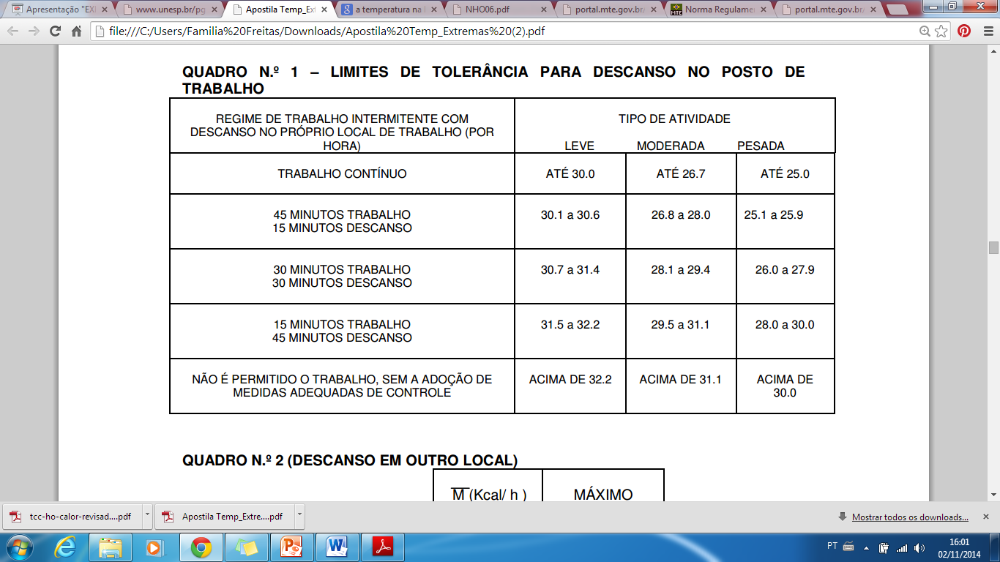 Apresentação "EX
www.unesp.br/pg
Apostila Temp_Ex
a temperatura na
NHO06.pdf
portal.mte.gov.br/
Norma Regulame
portal.mte.gov.br/
file:///C:/Users/Familia%20Freitas/Downloads/Apostila%20Temp_Extremas%20(2).pdf
QUADRO N.º 1 – LIMITES DE TOLERÂNCIA PARA DESCANSO NO POSTO DE
TRABALHO
REGIME DE TRABALHO INTERMITENTE COM
DESCANSO NO PRÓPRIO LOCAL DE TRABALHO (POR
HORA)
TIPO DE ATIVIDADE
LEVE MODERADA PESADA
TRABALHO CONTÍNUO ATÉ 30.0 ATÉ 26.7 ATÉ 25.0
45 MINUTOS TRABALHO 30.1 a 30.6 26.8 a 28.0 25.1 a 25.9
15 MINUTOS DESCANSO
30 MINUTOS TRABALHO 30.7 a 31.4 28.1 a 29.4 26.0 a 27.9
30 MINUTOS DESCANSO
15 MINUTOS TRABALHO 31.5 a 32.2 29.5 a 31.1 28.0 a 30.0
45 MINUTOS DESCANSO
NÃO É PERMITIDO O TRABALHO, SEM A ADOÇÃO DE ACIMA DE 32.2 ACIMA DE 31.1 ACIMA DE
MEDIDAS ADEQUADAS DE CONTROLE 30.0
QUADRO N.º 2 (DESCANSO EM OUTRO LOCAL)
M (Kcal/ h ) MÁXIMO
tcc-ho-calor-revisad....pdf
Apostila Temp_Extre....pdf
Mostrar todos os downloads...
PT
16:01
02/11/2014